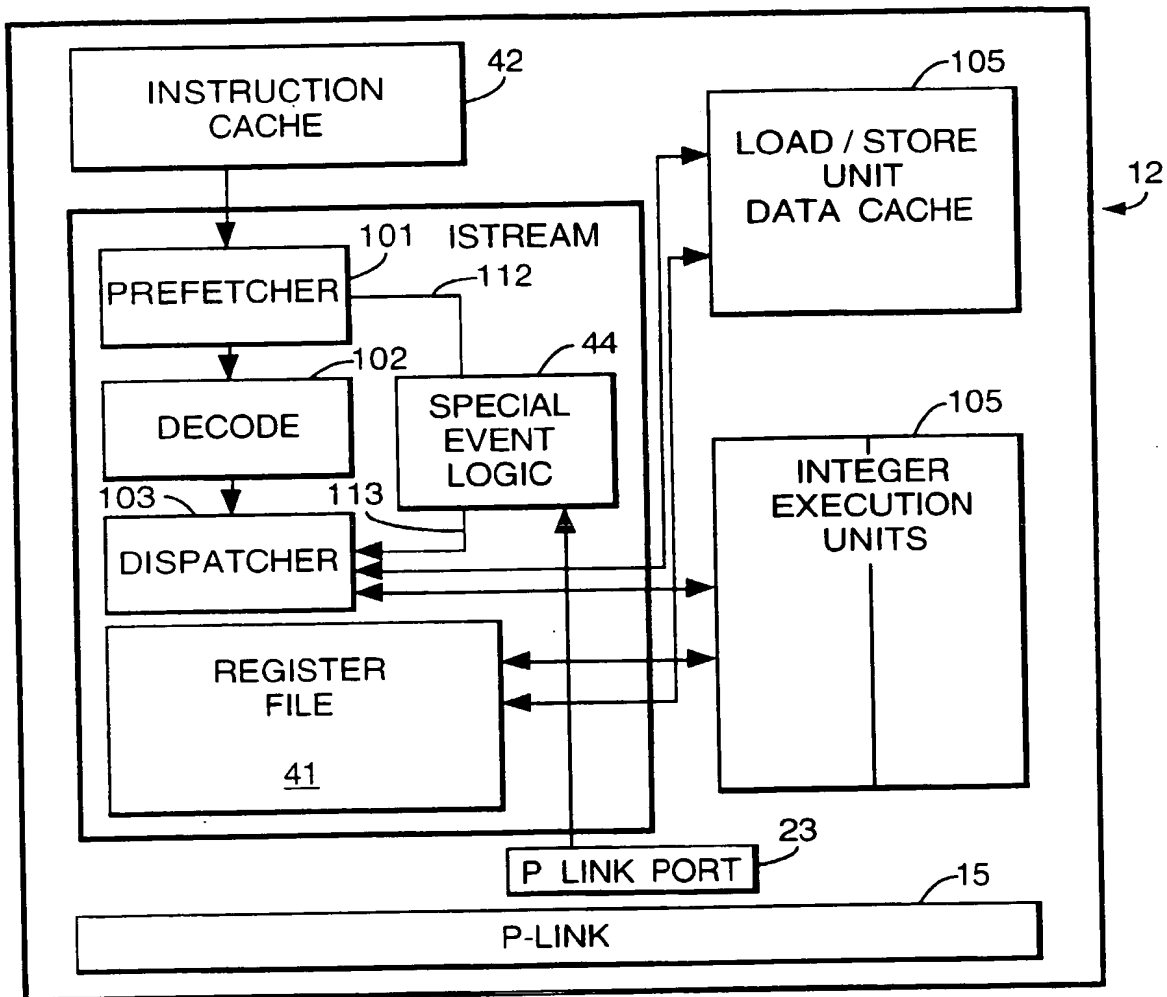 INSTRUCTION
CACHE
42
105
LOAD / STORE
UNIT
DATA CACHE
12
ISTREAM
101
PREFETCHER
112
102
DECODE
44
SPECIAL
EVENT
LOGIC
103
113
DISPATCHER
105
INTEGER
EXECUTION
UNITS
REGISTER
FILE
41
23
P LINK PORT
15
P-LINK